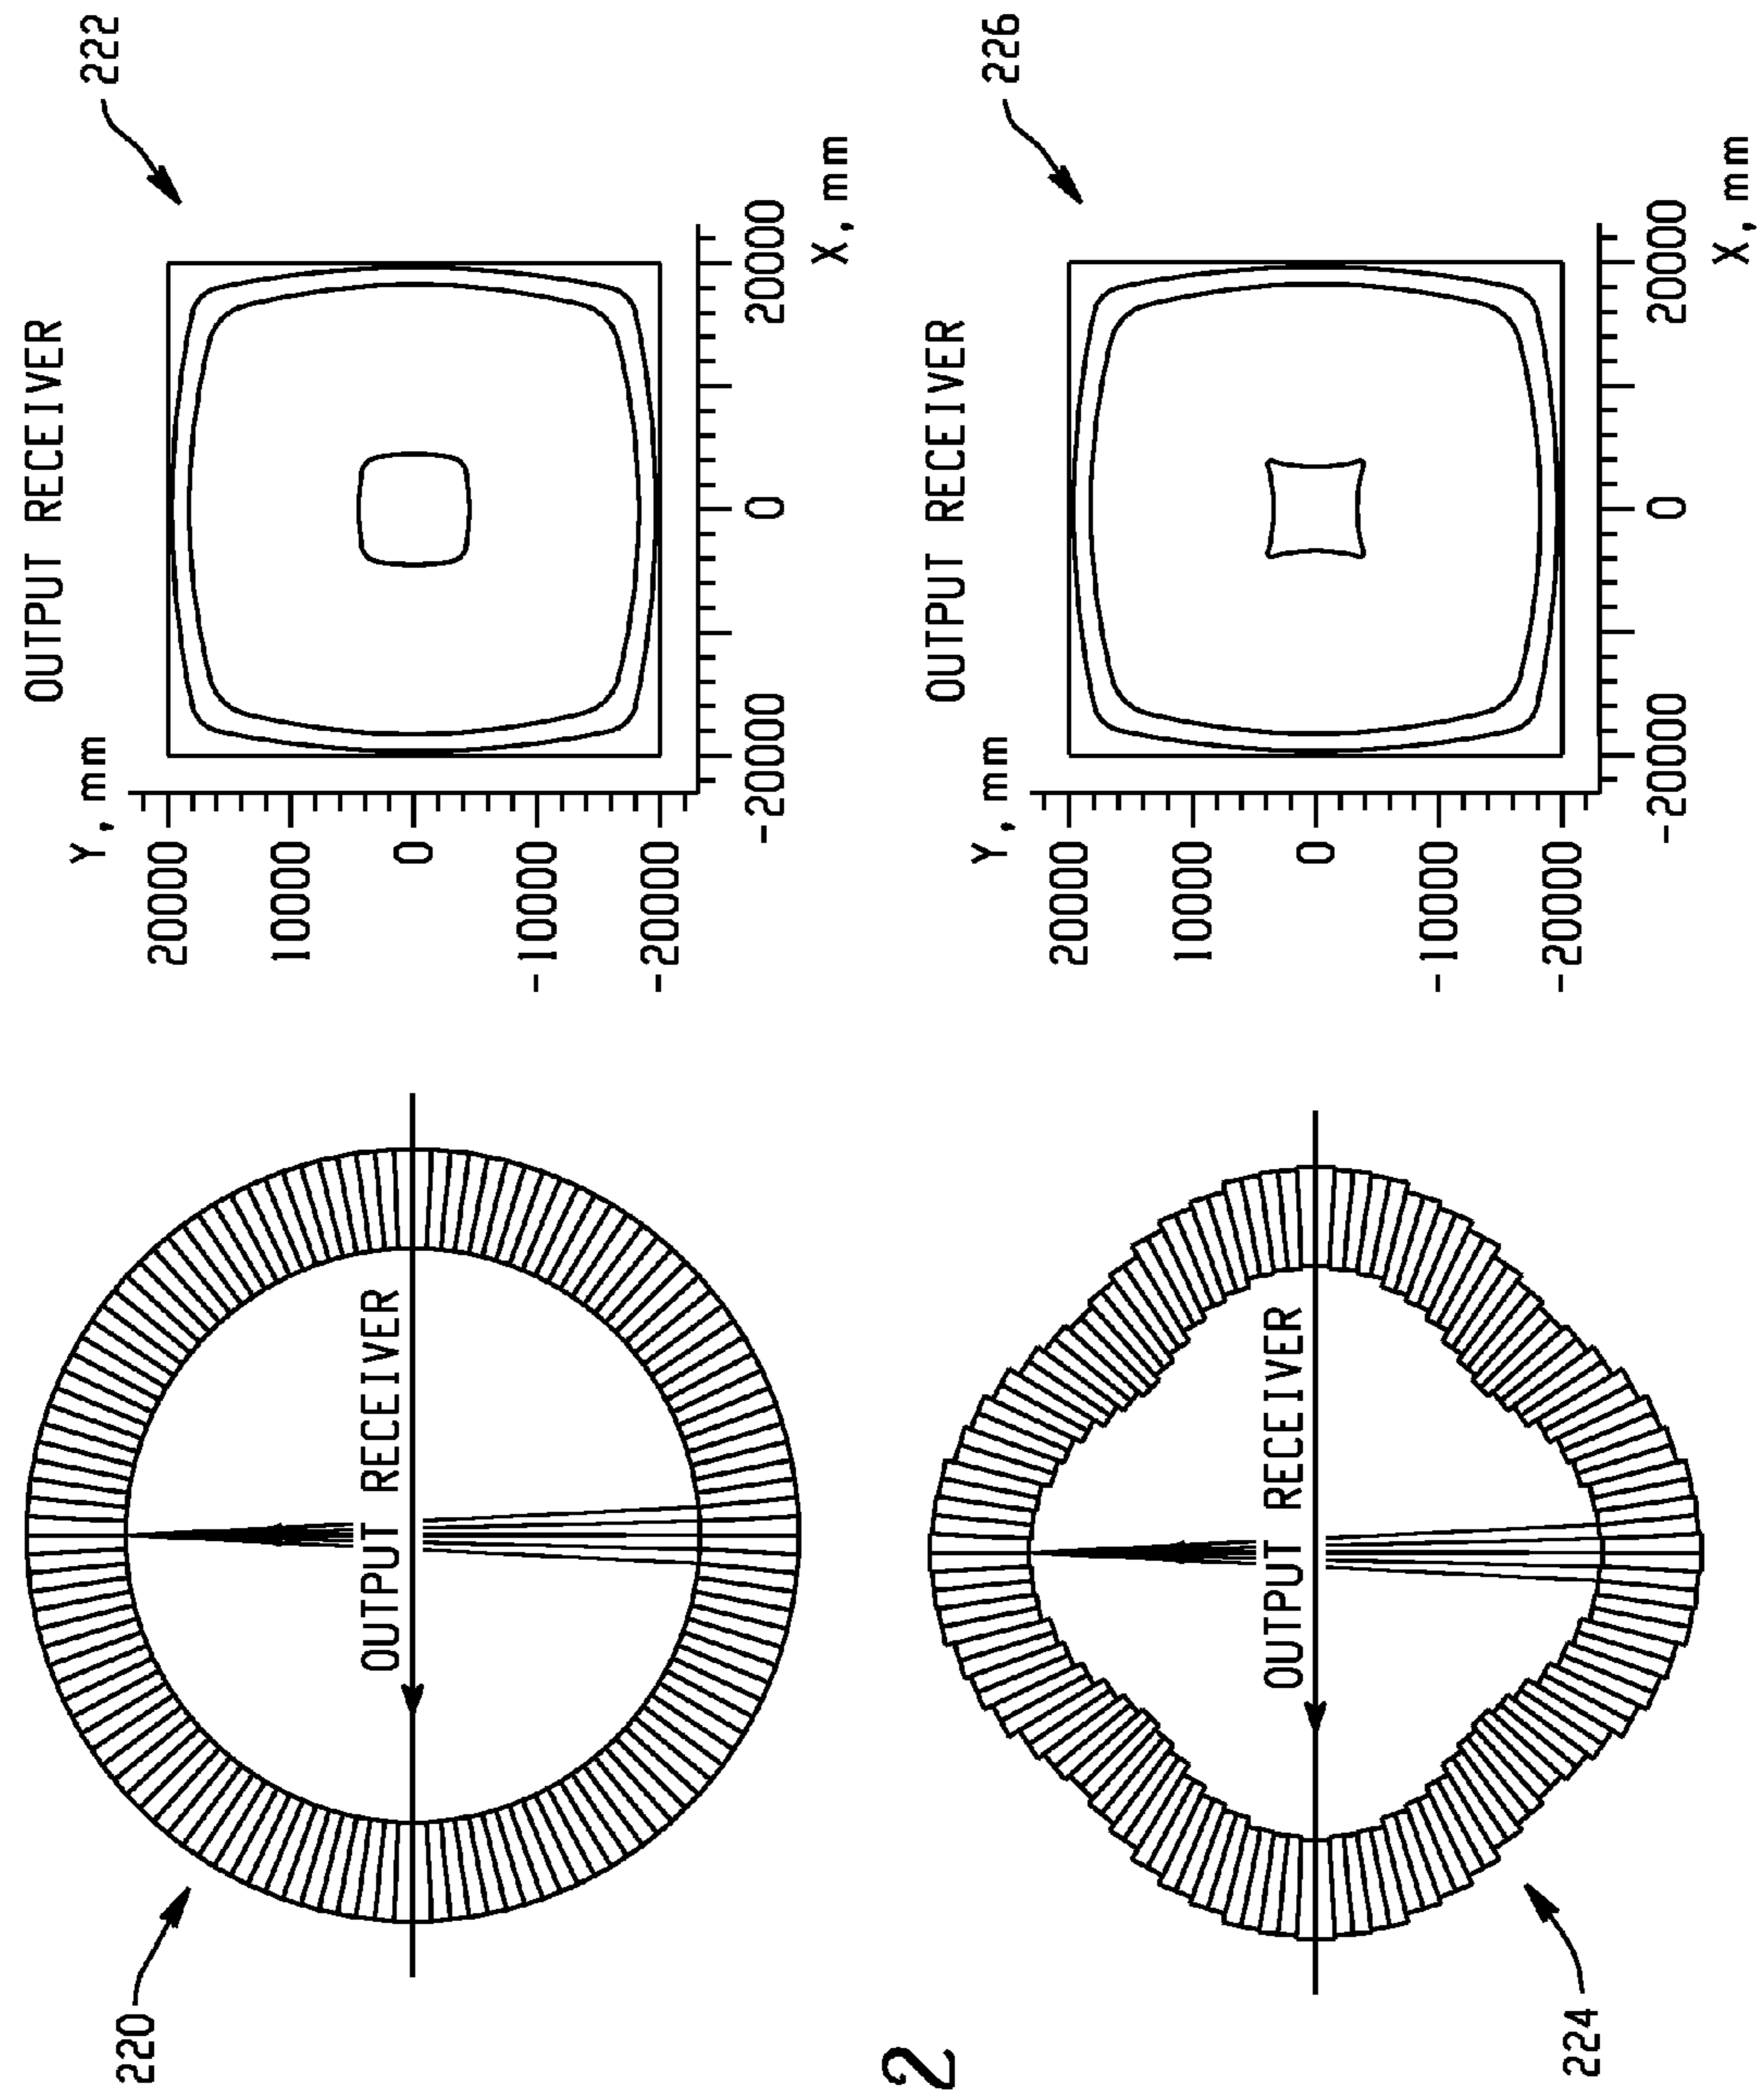 220
OUTPUT RECEIVER
OUTPUT RECEIVER
Y, mm
20000
10000
0
-10000
-20000
-20000
0
20000
X, mm
222
2
224
OUTPUT RECEIVER
OUTPUT RECEIVER
Y, mm
20000
10000
0
-10000
-20000
-20000
0
20000
X, mm
226